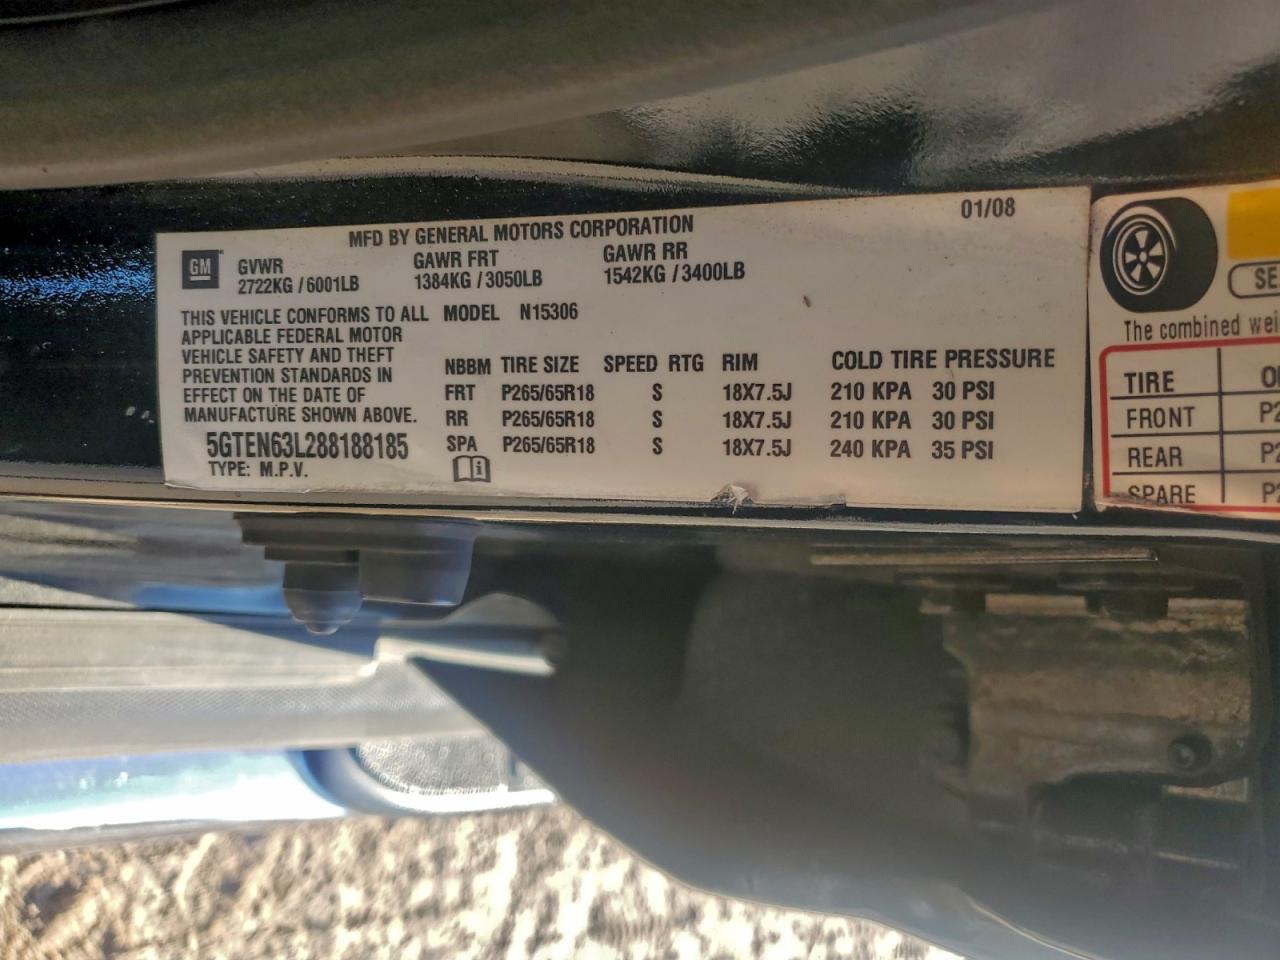 MFD BY GENERAL MOTORS CORPORATION 01/08
GM
GVWR GAWR FRT GAWR RR
2722KG / 6001LB 1384KG / 3050LB 1542KG / 3400LB
THIS VEHICLE CONFORMS TO ALL
APPLICABLE FEDERAL MOTOR
VEHICLE SAFETY AND THEFT
PREVENTION STANDARDS IN
EFFECT ON THE DATE OF
MANUFACTURE SHOWN ABOVE.
5GTEN63L288188185
TYPE: M.P.V.
MODEL N15306
NBBM TIRE SIZE SPEED RTG RIM COLD TIRE PRESSURE
FRT P265/65R18 S 18X7.5J 210 KPA 30 PSI
RR P265/65R18 S 18X7.5J 210 KPA 30 PSI
SPA P265/65R18 S 18X7.5J 240 KPA 35 PSI
The combined
TIRE
FRONT
REAR
SPARE